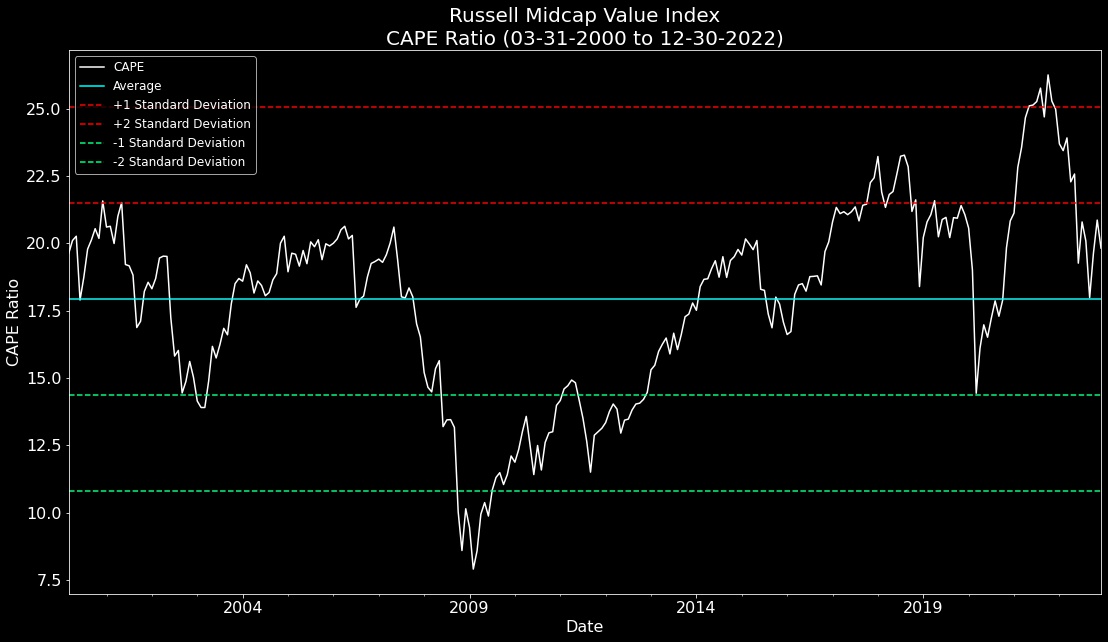 Russell Midcap Value Index
CAPE Ratio (03-31-2000 to 12-30-2022)
CAPE
Average
+1 Standard Deviation
+2 Standard Deviation
-1 Standard Deviation
-2 Standard Deviation
CAPE Ratio
25.0
22.5
20.0
17.5
15.0
12.5
10.0
7.5
2004
2009
2014
2019
Date